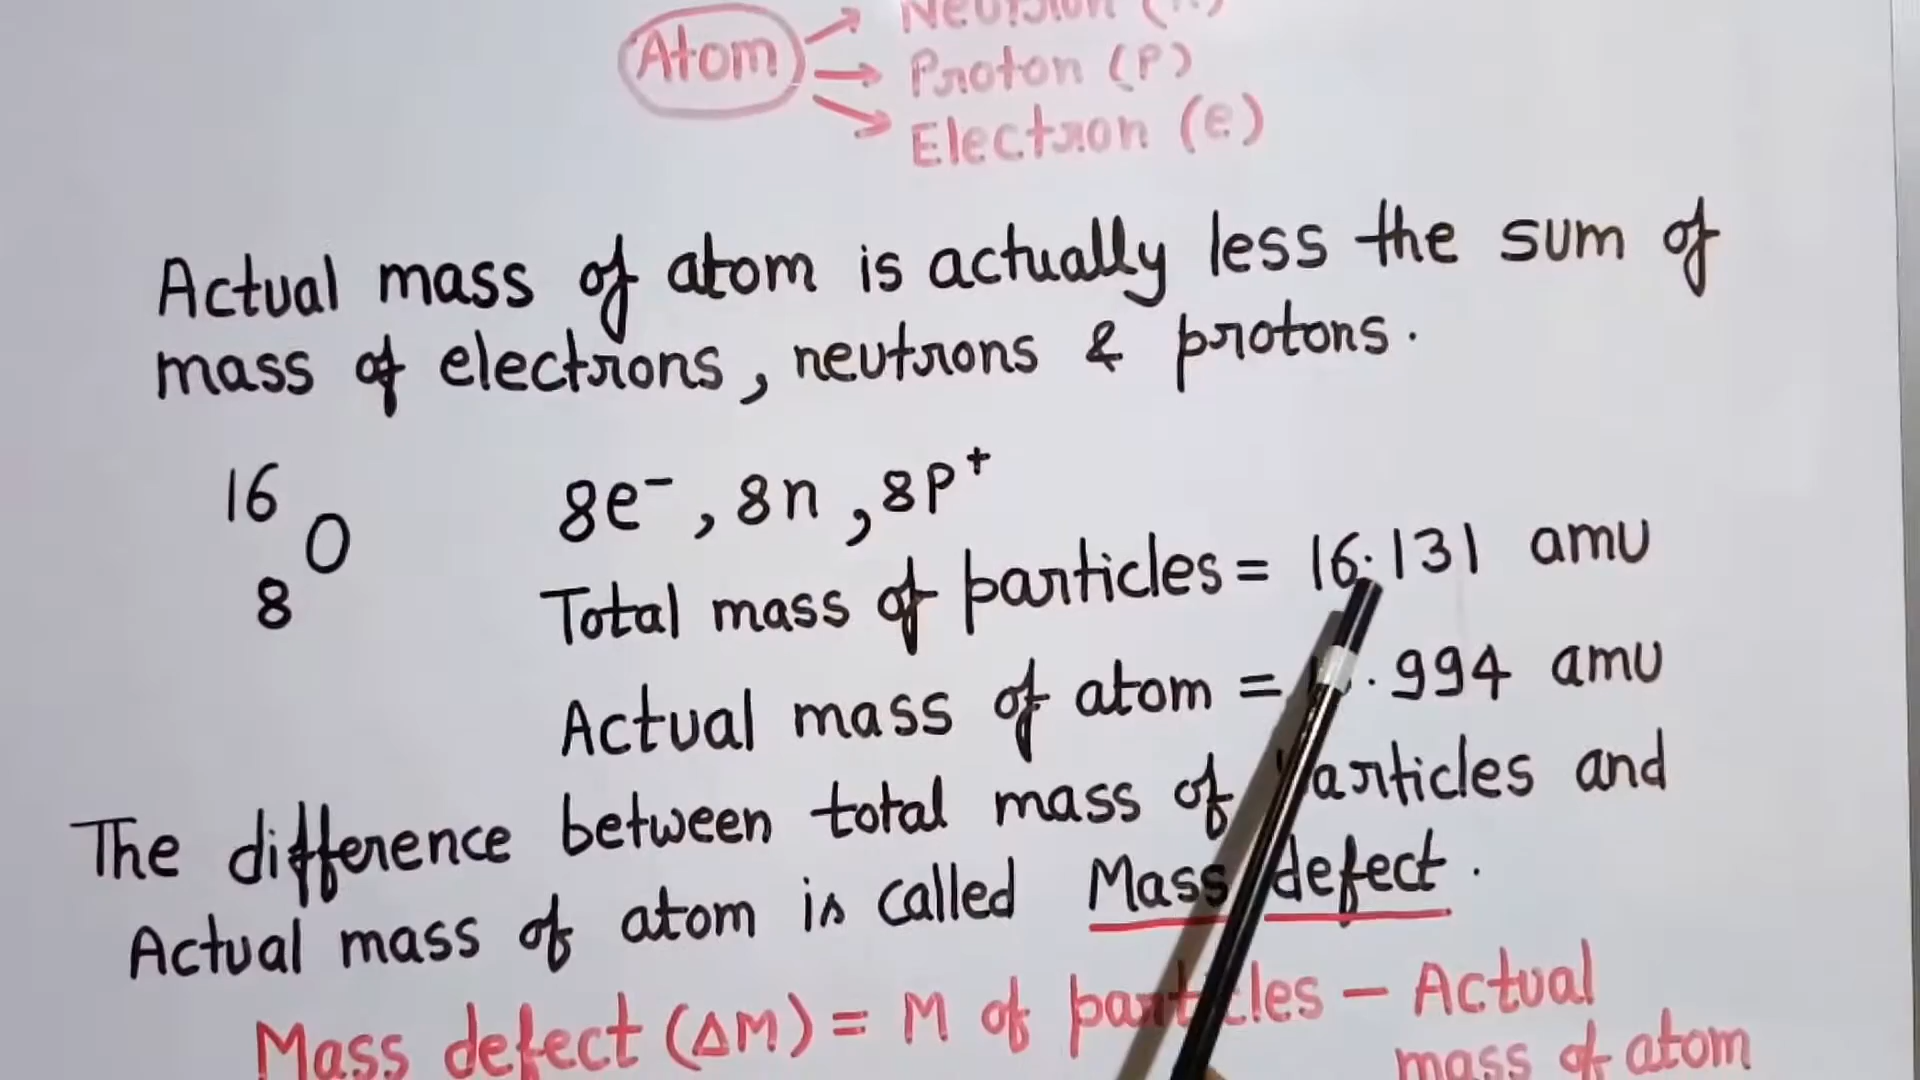 Atom
Neutron (n)
Proton (P)
Electron (e)
Actual mass of atom is actually less the sum of
mass of electrons, neutrons & protons.
16
O
8
8e⁻, 8n, 8p⁺
Total mass of particles = 16.131 amu
Actual mass of atom = .994 amu
The difference between total mass of particles and
Actual mass of atom is called Mass defect.
Mass defect (ΔM) = M of particles – Actual
mass of atom